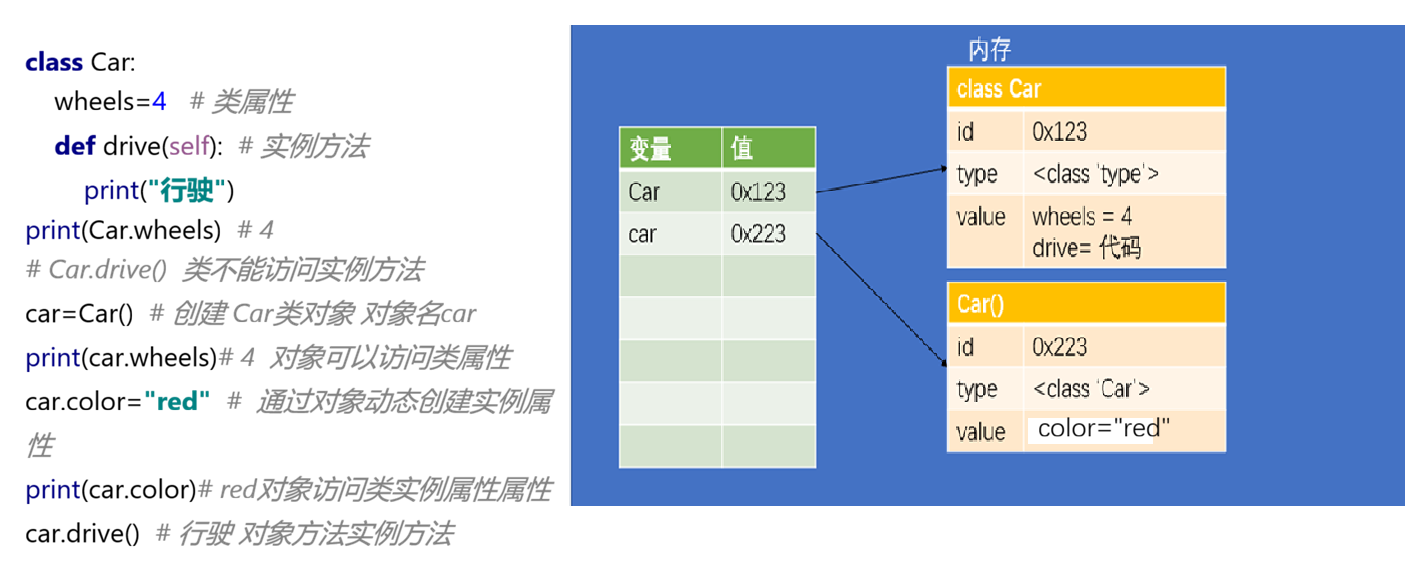 class Car:
wheels=4 # 类属性
def drive(self): # 实例方法
print("行驶")
print(Car.wheels) # 4
# Car.drive() 类不能访问实例方法
car=Car() # 创建 Car类对象 对象名car
print(car.wheels)# 4 对象可以访问类属性
car.color="red" # 通过对象动态创建实例属
性
print(car.color)# red对象访问类实例属性属性
car.drive() # 行驶 对象方法实例方法
变量 值
Car 0x123
car 0x223
内存
class Car
id 0x123
type <class 'type'>
value wheels = 4
drive= 代码
Car()
id 0x223
type <class 'Car'>
value color="red"